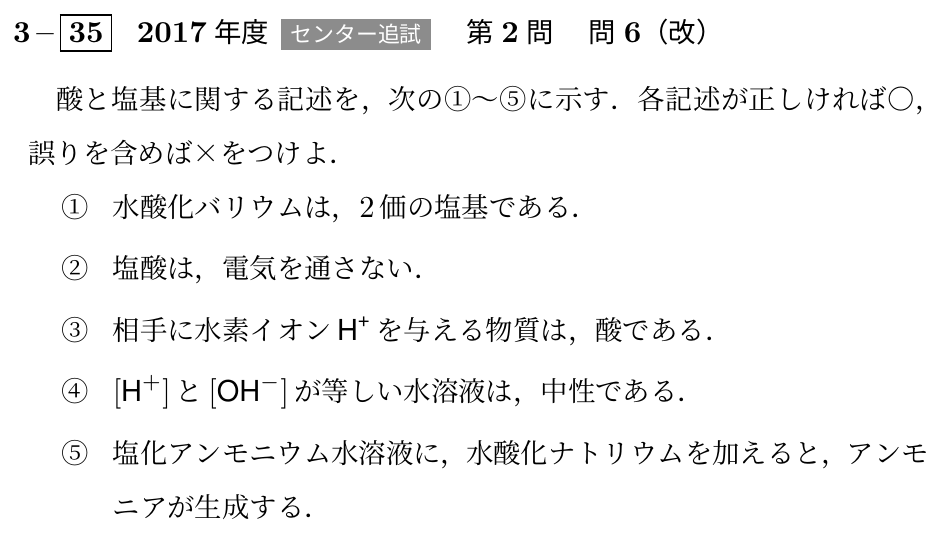 3－35 2017年度 センター追試 第2問 問6（改）
酸と塩基に関する記述を，次の①～⑤に示す．各記述が正しければ○，
誤りを含めば×をつけよ．
① 水酸化バリウムは，2価の塩基である．
② 塩酸は，電気を通さない．
③ 相手に水素イオンH⁺を与える物質は，酸である．
④ [H⁺]と[OH⁻]が等しい水溶液は，中性である．
⑤ 塩化アンモニウム水溶液に，水酸化ナトリウムを加えると，アンモ
ニアが生成する．